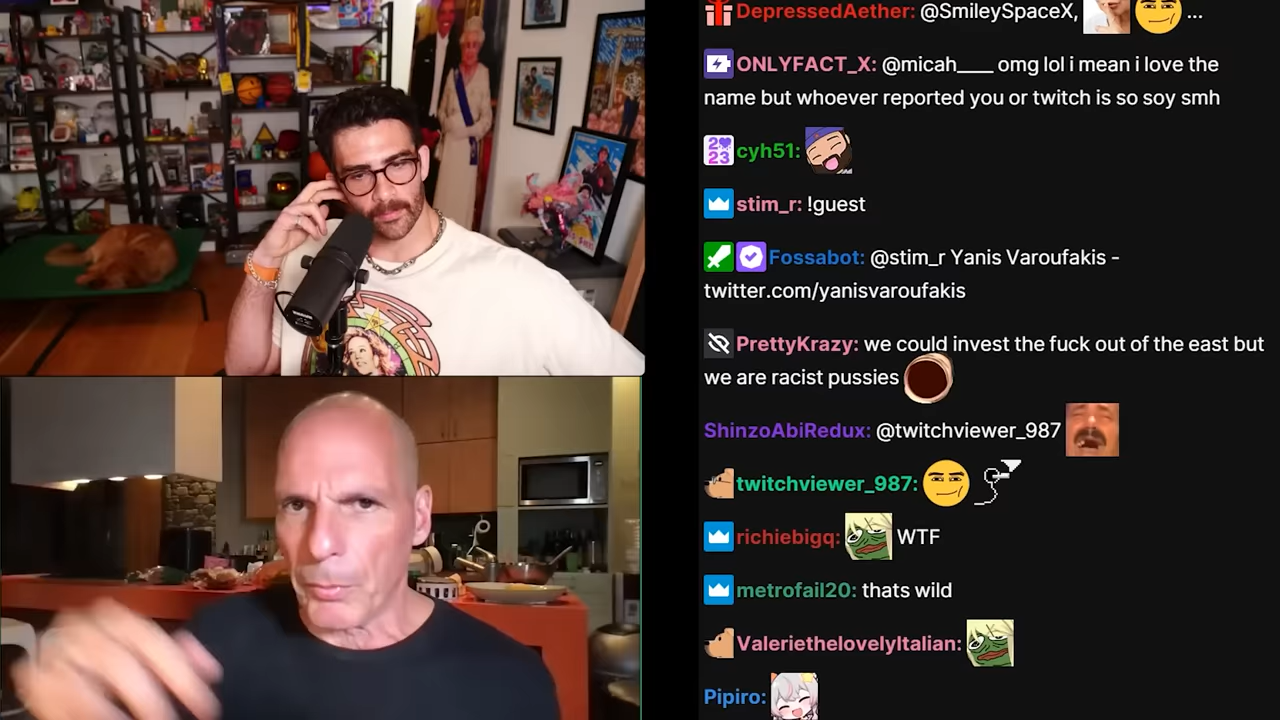 DepressedAether: @SmileySpaceX, ...
ONLYFACT_X: @micah____ omg lol i mean i love the
name but whoever reported you or twitch is so soy smh
2023 cyh51:
stim_r: !guest
Fossabot: @stim_r Yanis Varoufakis -
twitter.com/yanisvaroufakis
PrettyKrazy: we could invest the fuck out of the east but
we are racist pussies
ShinzoAbiRedux: @twitchviewer_987
twitchviewer_987:
richiebigq: WTF
metrofail20: thats wild
ValeriethelovelyItalian:
Pipiro: